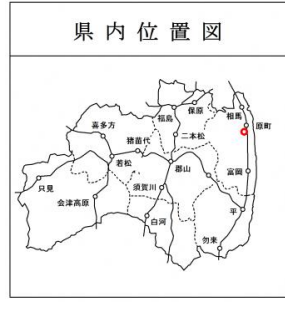 県内位置図
保原
相馬
福島
原町
喜多方
猪苗代
二本松
若松
郡山
富岡
只見
須賀川
会津高原
平
白河
勿来